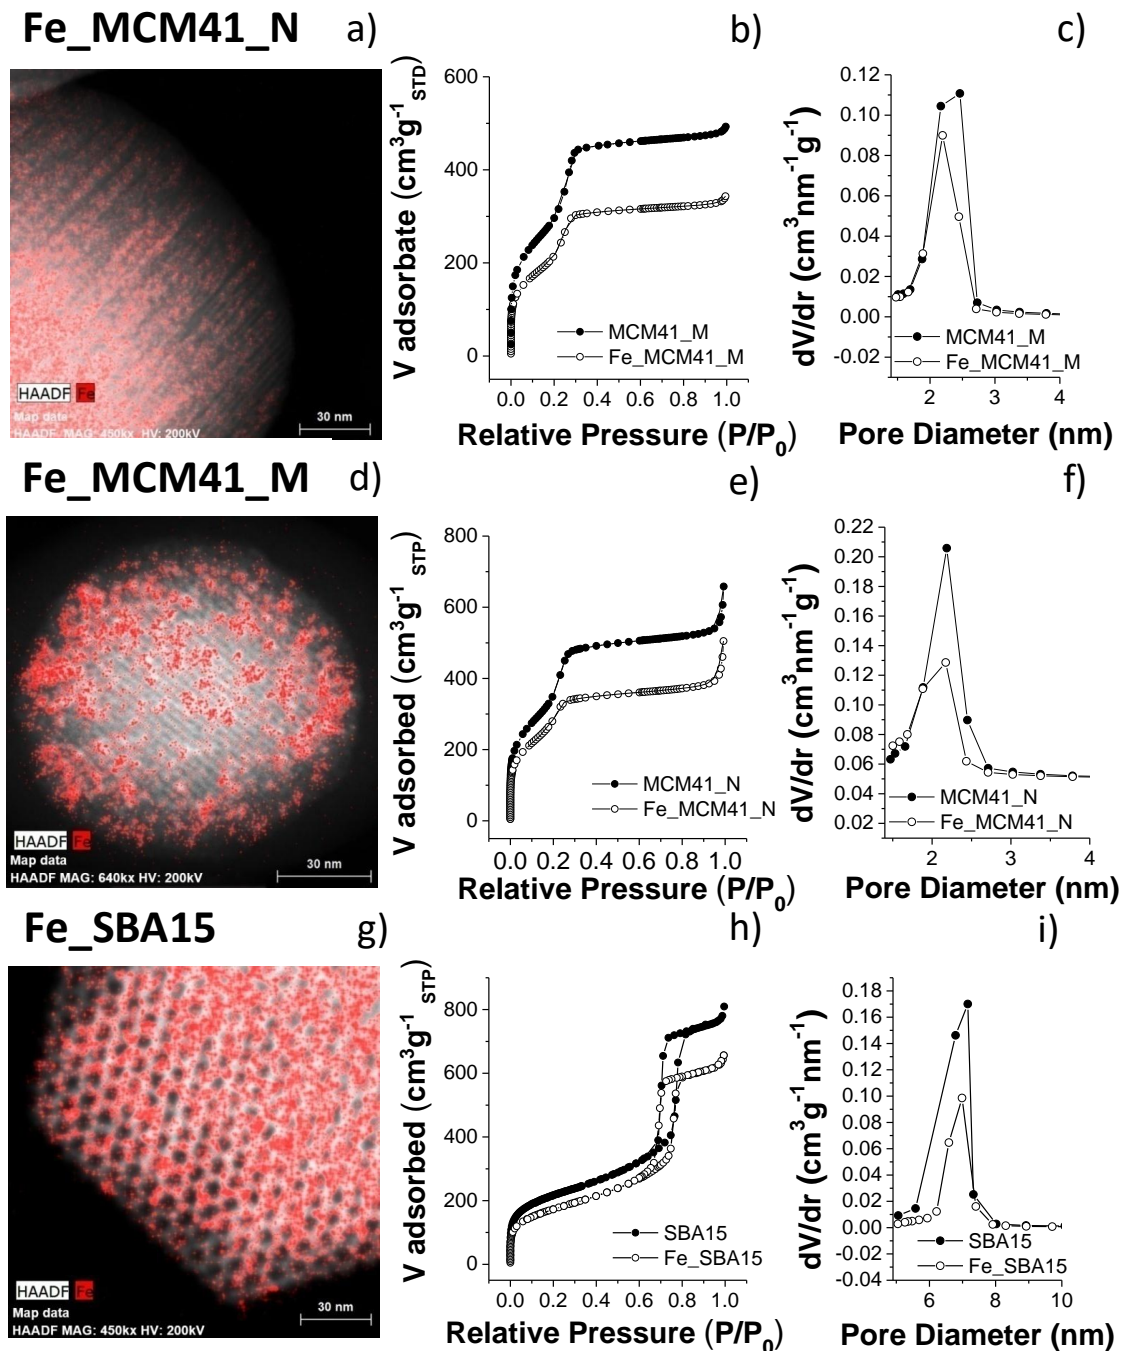 Fe_MCM41_N a) b) c)
HAADF Fe
Map data
HAADF MAG: 450kx HV: 200kV
30 nm
V adsorbate (cm³g⁻¹ STD)
600
400
200
0
MCM41_M
Fe_MCM41_M
0.0 0.2 0.4 0.6 0.8 1.0
Relative Pressure (P/P₀)
dV/dr (cm³nm⁻¹g⁻¹)
0.12
0.10
0.08
0.06
0.04
0.02
0.00
-0.02
MCM41_M
Fe_MCM41_M
2 3 4
Pore Diameter (nm)
Fe_MCM41_M d) e) f)
HAADF Fe
Map data
HAADF MAG: 640kx HV: 200kV
30 nm
V adsorbed (cm³g⁻¹ STP)
800
600
400
200
0
MCM41_N
Fe_MCM41_N
0.0 0.2 0.4 0.6 0.8 1.0
Relative Pressure (P/P₀)
dV/dr (cm³nm⁻¹g⁻¹)
0.22
0.20
0.18
0.16
0.14
0.12
0.10
0.08
0.06
0.04
0.02
MCM41_N
Fe_MCM41_N
2 3 4
Pore Diameter (nm)
Fe_SBA15 g) h) i)
HAADF Fe
Map data
HAADF MAG: 450kx HV: 200kV
30 nm
V adsorbed (cm³g⁻¹ STP)
800
600
400
200
0
SBA15
Fe_SBA15
0.0 0.2 0.4 0.6 0.8 1.0
Relative Pressure (P/P₀)
dV/dr (cm³g⁻¹nm⁻¹)
0.18
0.16
0.14
0.12
0.10
0.08
0.06
0.04
0.02
0.00
-0.02
-0.04
SBA15
Fe_SBA15
6 8 10
Pore Diameter (nm)